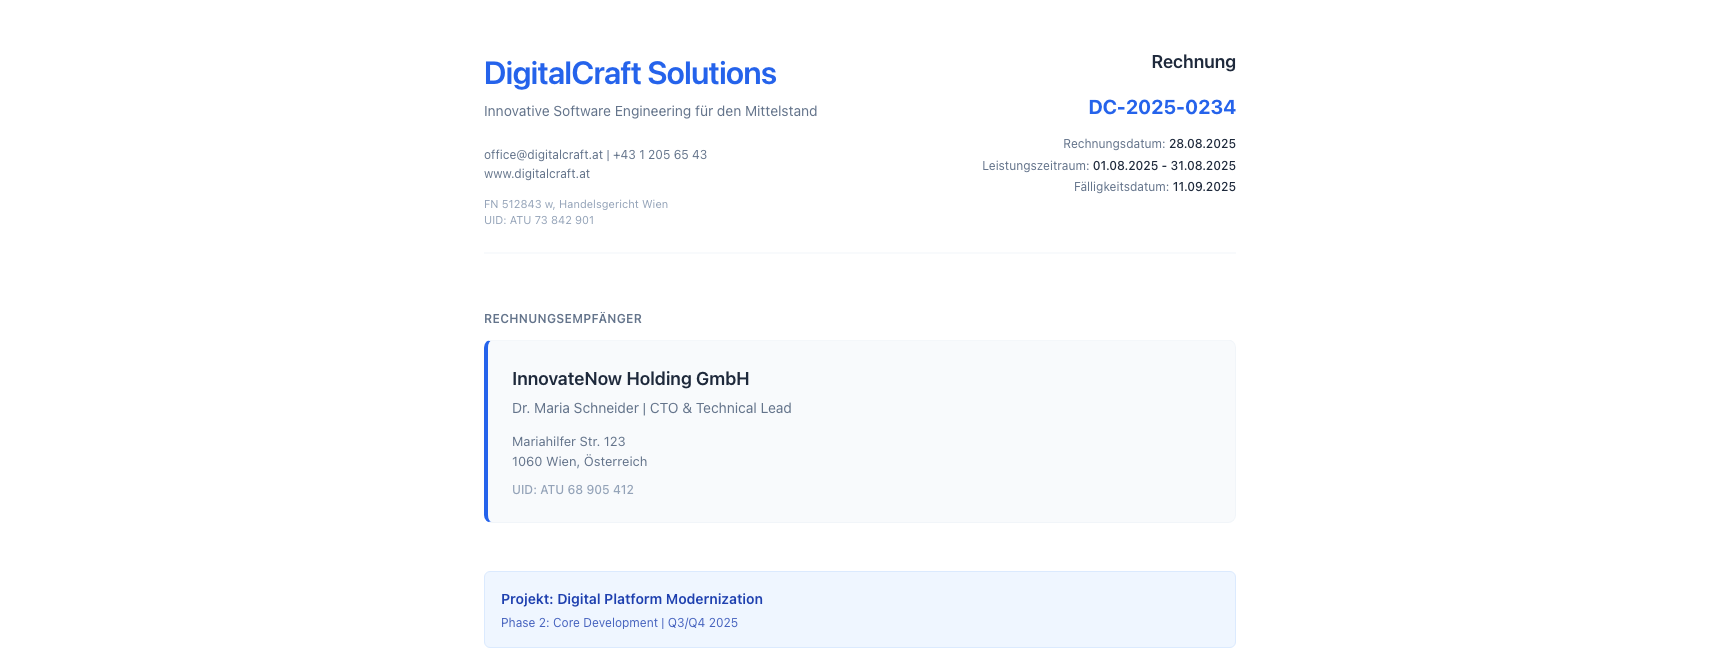 DigitalCraft Solutions
Innovative Software Engineering für den Mittelstand
office@digitalcraft.at | +43 1 205 65 43
www.digitalcraft.at
FN 512843 w, Handelsgericht Wien
UID: ATU 73 842 901
Rechnung
DC-2025-0234
Rechnungsdatum: 28.08.2025
Leistungszeitraum: 01.08.2025 - 31.08.2025
Fälligkeitsdatum: 11.09.2025
RECHNUNGSEMPFÄNGER
InnovateNow Holding GmbH
Dr. Maria Schneider | CTO & Technical Lead
Mariahilfer Str. 123
1060 Wien, Österreich
UID: ATU 68 905 412
Projekt: Digital Platform Modernization
Phase 2: Core Development | Q3/Q4 2025